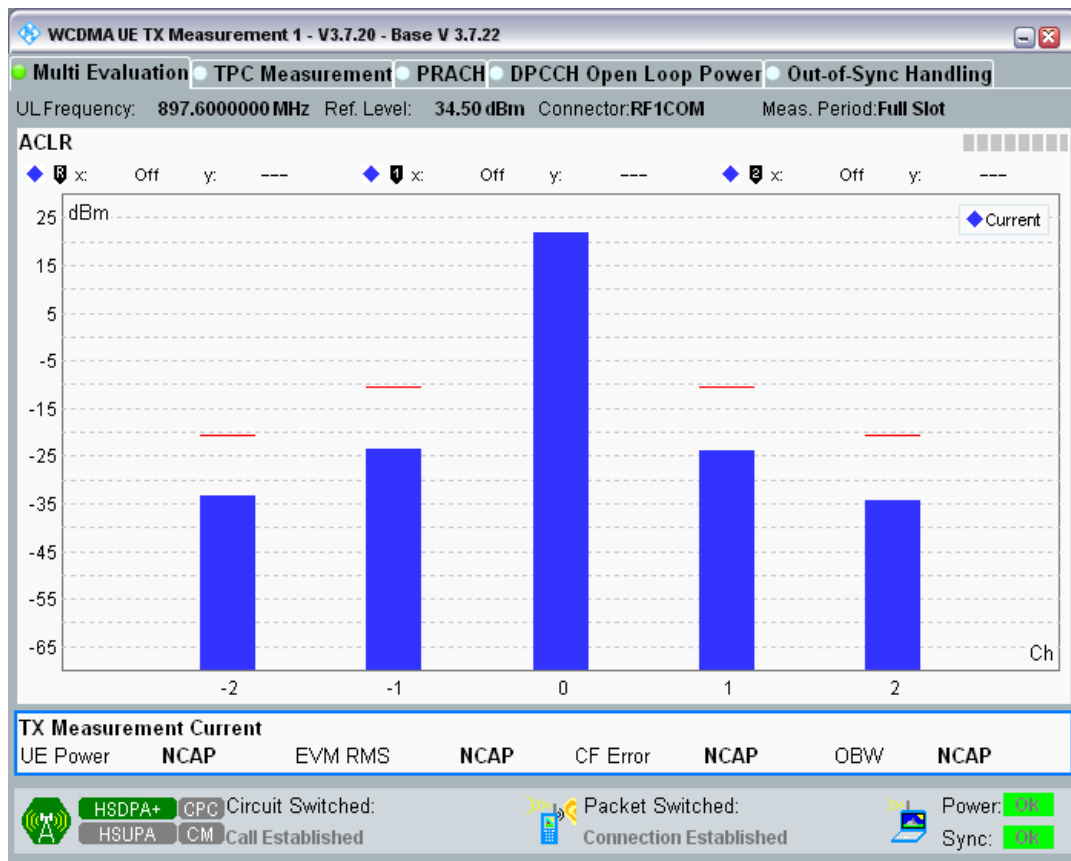 WCDMA UE TX Measurement 1 - V3.7.20 - Base V 3.7.22
Multi Evaluation TPC Measurement PRACH DPCCH Open Loop Power Out-of-Sync Handling
UL Frequency: 897.6000000 MHz Ref. Level: 34.50 dBm Connector: RF1COM Meas. Period: Full Slot
ACLR
R x: Off y: --- 1 x: Off y: --- 2 x: Off y: ---
dBm
Current
25
15
5
-5
-15
-25
-35
-45
-55
-65
Ch
-2 -1 0 1 2
TX Measurement Current
UE Power NCAP EVM RMS NCAP CF Error NCAP OBW NCAP
HSDPA+ CPC Circuit Switched: Packet Switched: Power: OK
HSUPA CM Call Established Connection Established Sync: OK